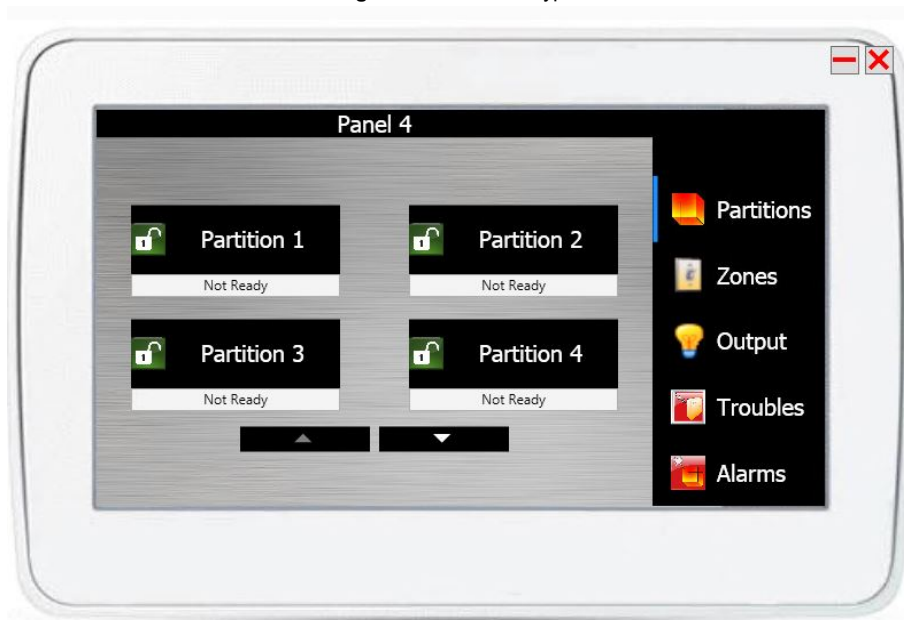 Panel 4
Partition 1
Partition 2
Not Ready
Not Ready
Partition 3
Partition 4
Not Ready
Not Ready
Partitions
Zones
Output
Troubles
Alarms